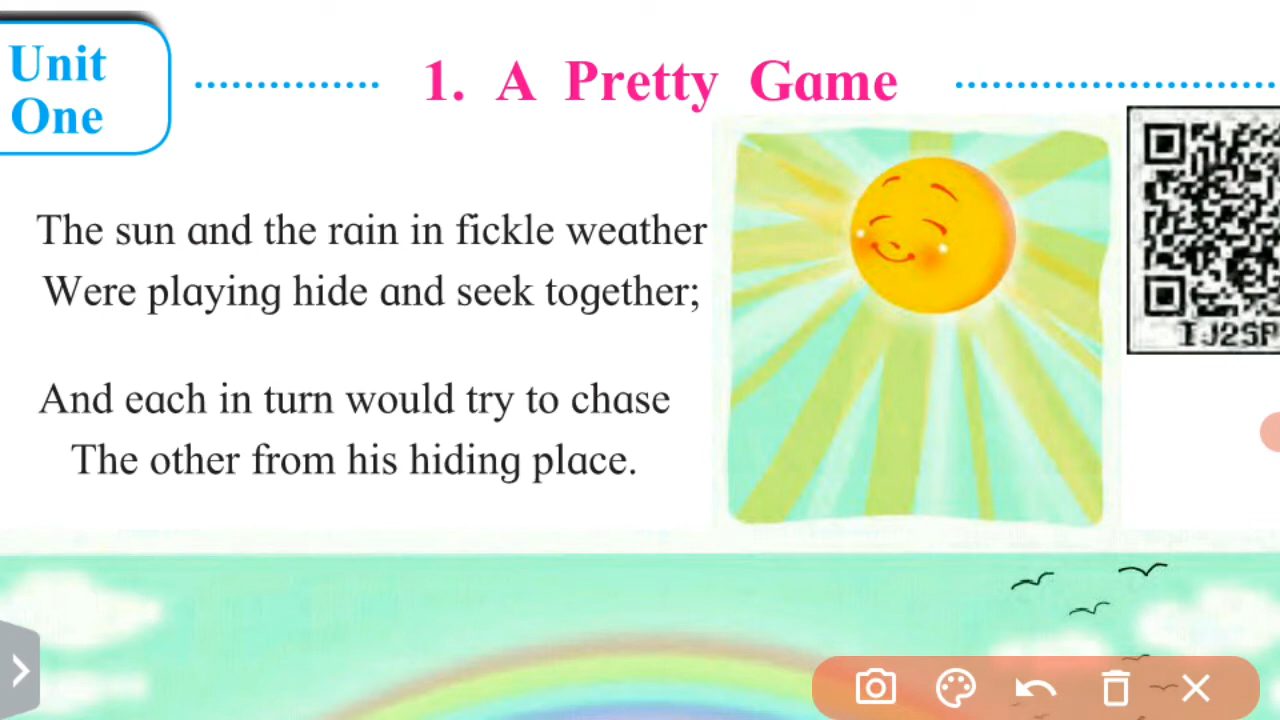 Unit
One
1. A Pretty Game
The sun and the rain in fickle weather
Were playing hide and seek together;
And each in turn would try to chase
The other from his hiding place.
IJ2SP